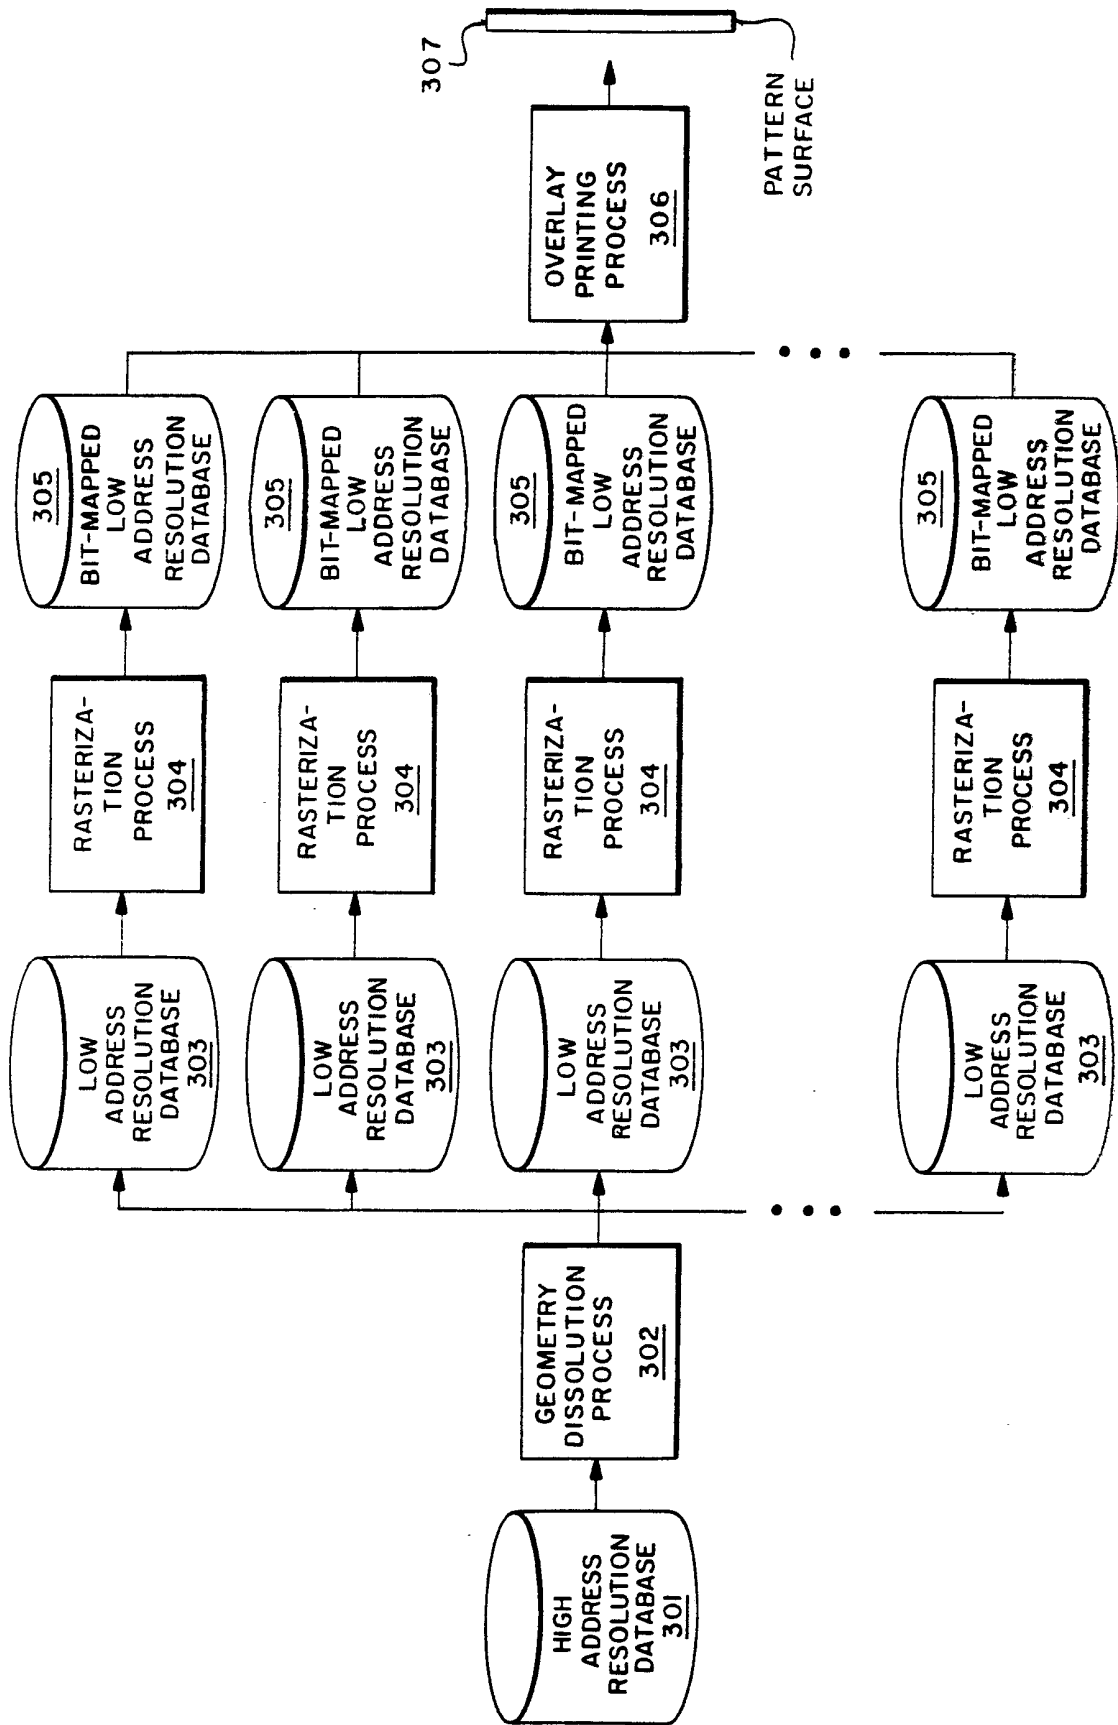 HIGH
ADDRESS
RESOLUTION
DATABASE
301
GEOMETRY
DISSOLUTION
PROCESS
302
LOW
ADDRESS
RESOLUTION
DATABASE
303
LOW
ADDRESS
RESOLUTION
DATABASE
303
LOW
ADDRESS
RESOLUTION
DATABASE
303
LOW
ADDRESS
RESOLUTION
DATABASE
303
RASTERIZA-
TION
PROCESS
304
RASTERIZA-
TION
PROCESS
304
RASTERIZA-
TION
PROCESS
304
RASTERIZA-
TION
PROCESS
304
305
BIT-MAPPED
LOW
ADDRESS
RESOLUTION
DATABASE
305
BIT-MAPPED
LOW
ADDRESS
RESOLUTION
DATABASE
305
BIT-MAPPED
LOW
ADDRESS
RESOLUTION
DATABASE
305
BIT-MAPPED
LOW
ADDRESS
RESOLUTION
DATABASE
OVERLAY
PRINTING
PROCESS
306
307
PATTERN
SURFACE